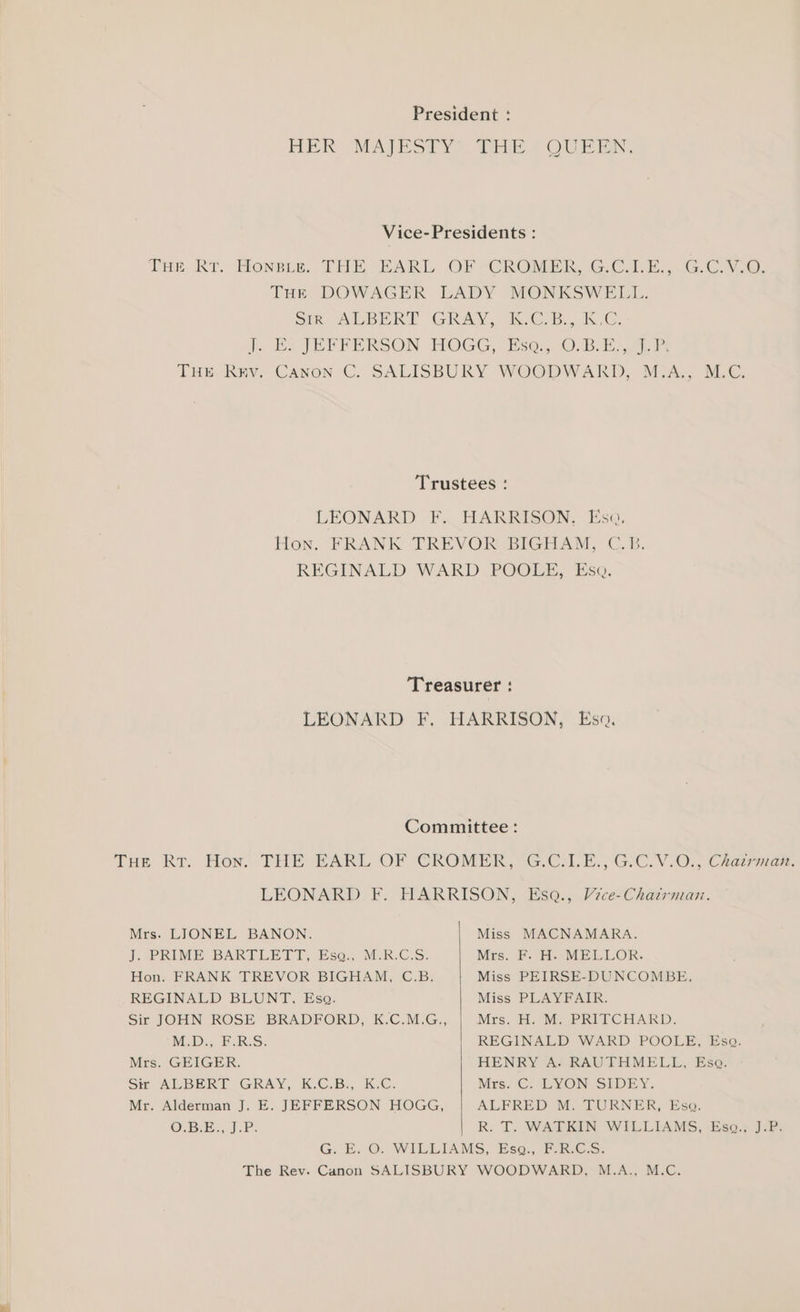 President :
HER MAJESTY THE QUEEN.
Vice-Presidents :
THE RT. HONBLE. THE EARL OF CROMER, G.C.I.E., G.C.V.O.
THE DOWAGER LADY MONKSWELL.
SIR ALBERT GRAY, K.C.B., K.C.
J. E. JEFFERSON HOGG, ESQ., O.B.E., J.P.
THE REV. CANON C. SALISBURY WOODWARD, M.A., M.C.
Trustees :
LEONARD F. HARRISON, ESQ.
HON. FRANK TREVOR BIGHAM, C.B.
REGINALD WARD POOLE, ESQ.
Treasurer :
LEONARD F. HARRISON, ESQ.
Committee :
THE RT. HON. THE EARL OF CROMER, G.C.I.E., G.C.V.O., Chairman.
LEONARD F. HARRISON, ESQ., Vice-Chairman.
Mrs. LIONEL BANON.
J. PRIME BARTLETT, ESQ., M.R.C.S.
Hon. FRANK TREVOR BIGHAM, C.B.
REGINALD BLUNT, ESQ.
Sir JOHN ROSE BRADFORD, K.C.M.G.,
M.D., F.R.S.
Mrs. GEIGER.
Sir ALBERT GRAY, K.C.B., K.C.
Mr. Alderman J. E. JEFFERSON HOGG,
O.B.E., J.P.
Miss MACNAMARA.
Mrs. F. H. MELLOR.
Miss PEIRSE-DUNCOMBE.
Miss PLAYFAIR.
Mrs. H. M. PRITCHARD.
REGINALD WARD POOLE, ESQ.
HENRY A. RAUTHMELL, ESQ.
Mrs. C. LYON SIDEY.
ALFRED M. TURNER, ESQ.
R. T. WATKIN WILLIAMS, ESQ., J.P.
G. E. O. WILLIAMS, ESQ., F.R.C.S.
The Rev. Canon SALISBURY WOODWARD, M.A., M.C.